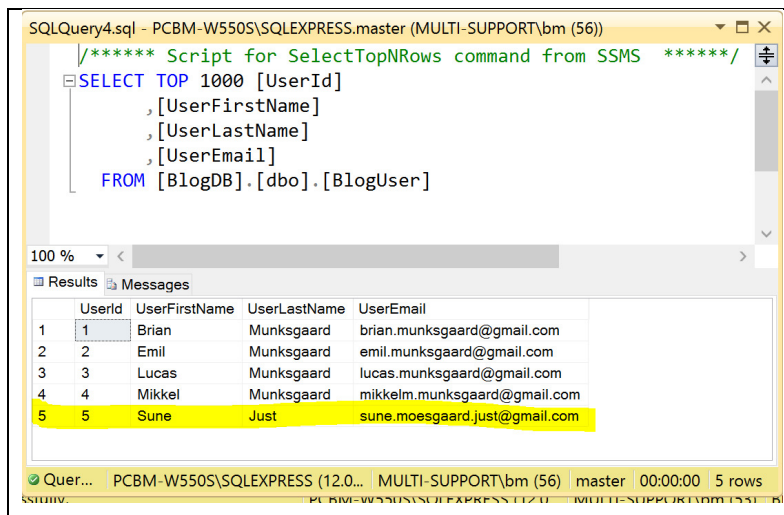 SQLQuery4.sql - PCBM-W550S\SQLEXPRESS.master (MULTI-SUPPORT\bm (56))
/****** Script for SelectTopNRows command from SSMS  ******/
SELECT TOP 1000 [UserId]
,[UserFirstName]
,[UserLastName]
,[UserEmail]
FROM [BlogDB].[dbo].[BlogUser]
100 %
Results Messages
UserId UserFirstName UserLastName UserEmail
1 1 Brian Munksgaard brian.munksgaard@gmail.com
2 2 Emil Munksgaard emil.munksgaard@gmail.com
3 3 Lucas Munksgaard lucas.munksgaard@gmail.com
4 4 Mikkel Munksgaard mikkelm.munksgaard@gmail.com
5 5 Sune Just sune.moesgaard.just@gmail.com
Quer... PCBM-W550S\SQLEXPRESS (12.0... MULTI-SUPPORT\bm (56) master 00:00:00 5 rows